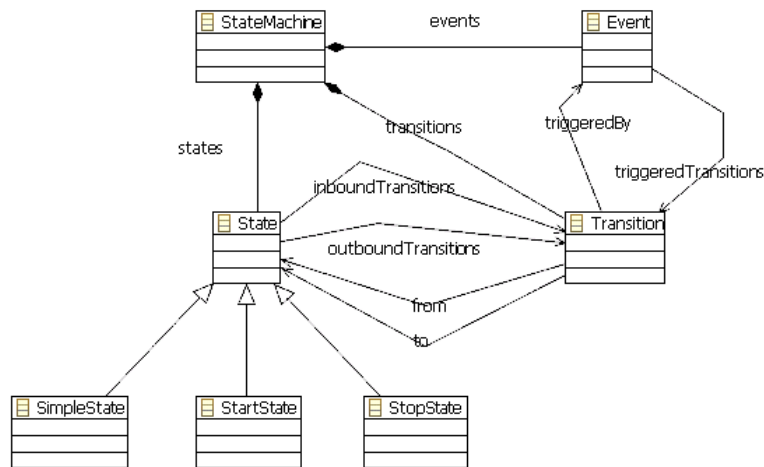 StateMachine
events
Event
transitions
triggeredBy
states
triggeredTransitions
inboundTransitions
State
Transition
outboundTransitions
from
to
SimpleState
StartState
StopState